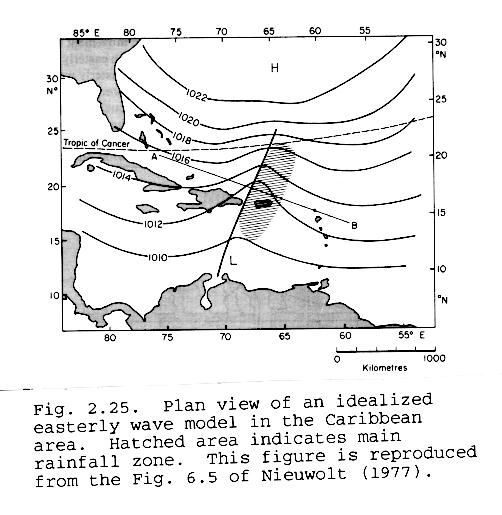 85° E 80 75 70 65 60 55
30
°N
H
1022
30
N°
1020
25
25
1018
Tropic of Cancer
A
1016
20
1014
20
15
1012
B
15
1010
L
10
10
°N
80 75 70 65 60 55° E
0 1000
Kilometres
Fig. 2.25. Plan view of an idealized
easterly wave model in the Caribbean
area. Hatched area indicates main
rainfall zone. This figure is reproduced
from the Fig. 6.5 of Nieuwolt (1977).